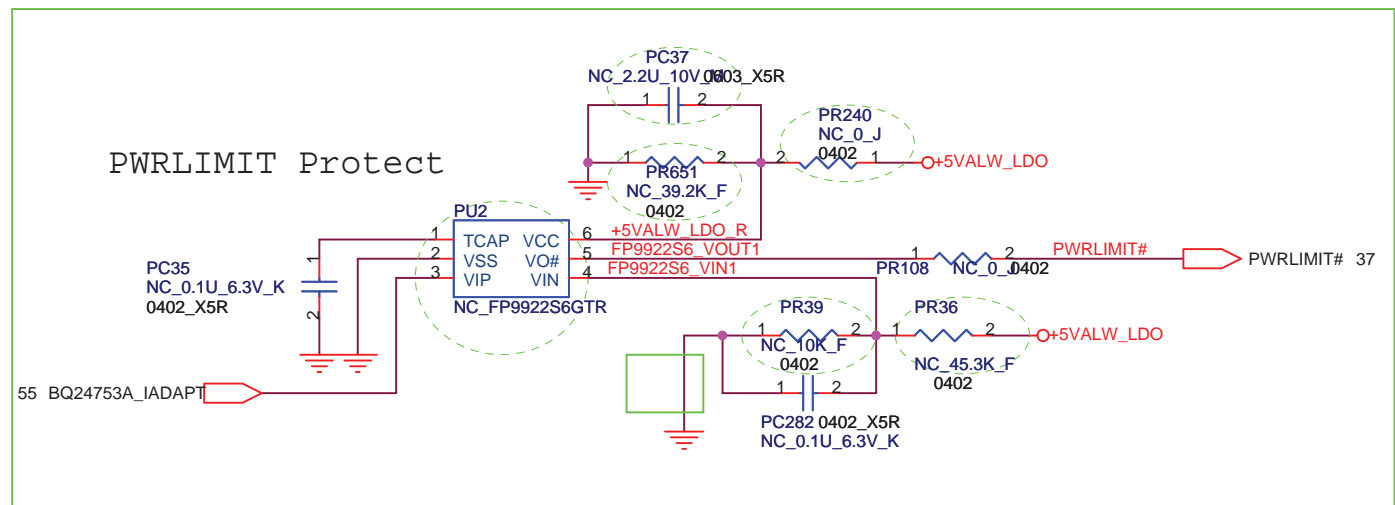 PC37
NC_2.2U_10V_M 0603_X5R
1 2
PR240
NC_0_J
0402
2 1
+5VALW_LDO
PWRLIMIT Protect
1 2
PR651
NC_39.2K_F
0402
PU2
+5VALW_LDO_R
1 TCAP VCC 6
FP9922S6_VOUT1
2 VSS VO# 5
FP9922S6_VIN1
3 VIP VIN 4
NC_FP9922S6GTR
PR108
NC_0_J 0402
2
PWRLIMIT#
PWRLIMIT# 37
1
PC35
NC_0.1U_6.3V_K
0402_X5R
2
PR39
1 2
NC_10K_F
0402
PR36
1 2
NC_45.3K_F
0402
+5VALW_LDO
1 2
PC282 0402_X5R
NC_0.1U_6.3V_K
55 BQ24753A_IADAPT